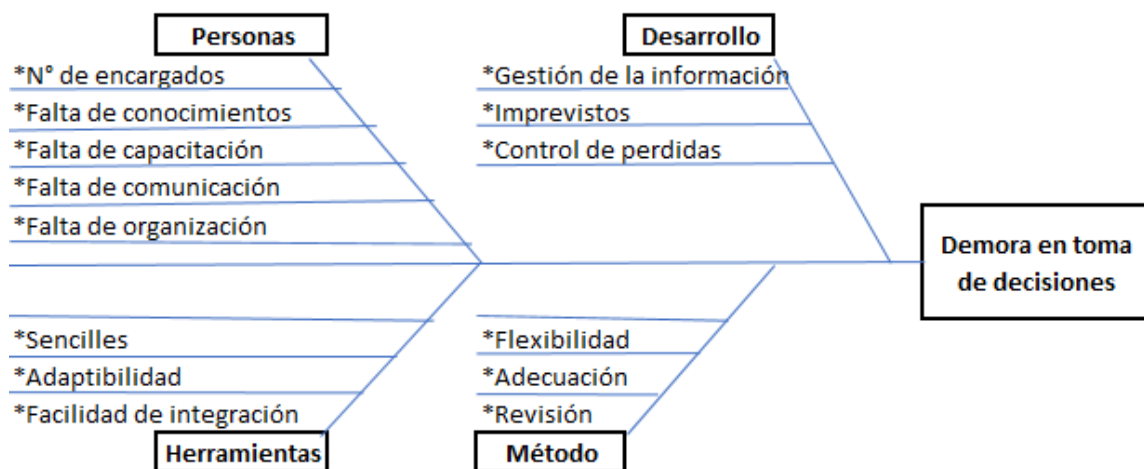 Personas
*N° de encargados
*Falta de conocimientos
*Falta de capacitación
*Falta de comunicación
*Falta de organización
Desarrollo
*Gestión de la información
*Imprevistos
*Control de perdidas
Demora en toma
de decisiones
*Sencilles
*Adaptibilidad
*Facilidad de integración
Herramientas
*Flexibilidad
*Adecuación
*Revisión
Método